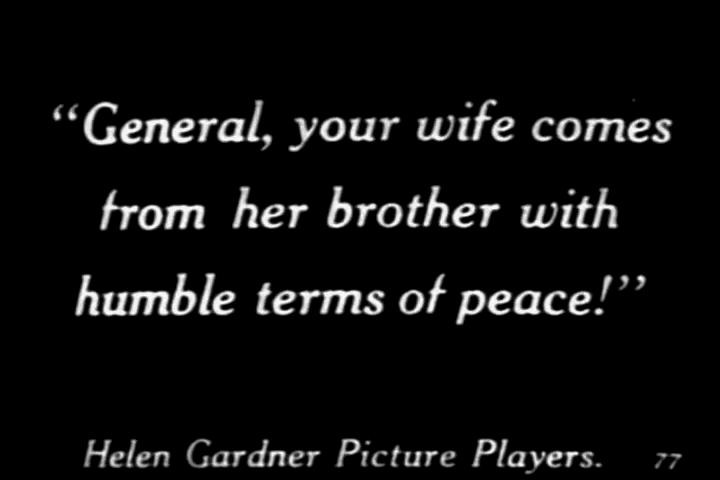 “General, your wife comes
from her brother with
humble terms of peace!”
Helen Gardner Picture Players. 77